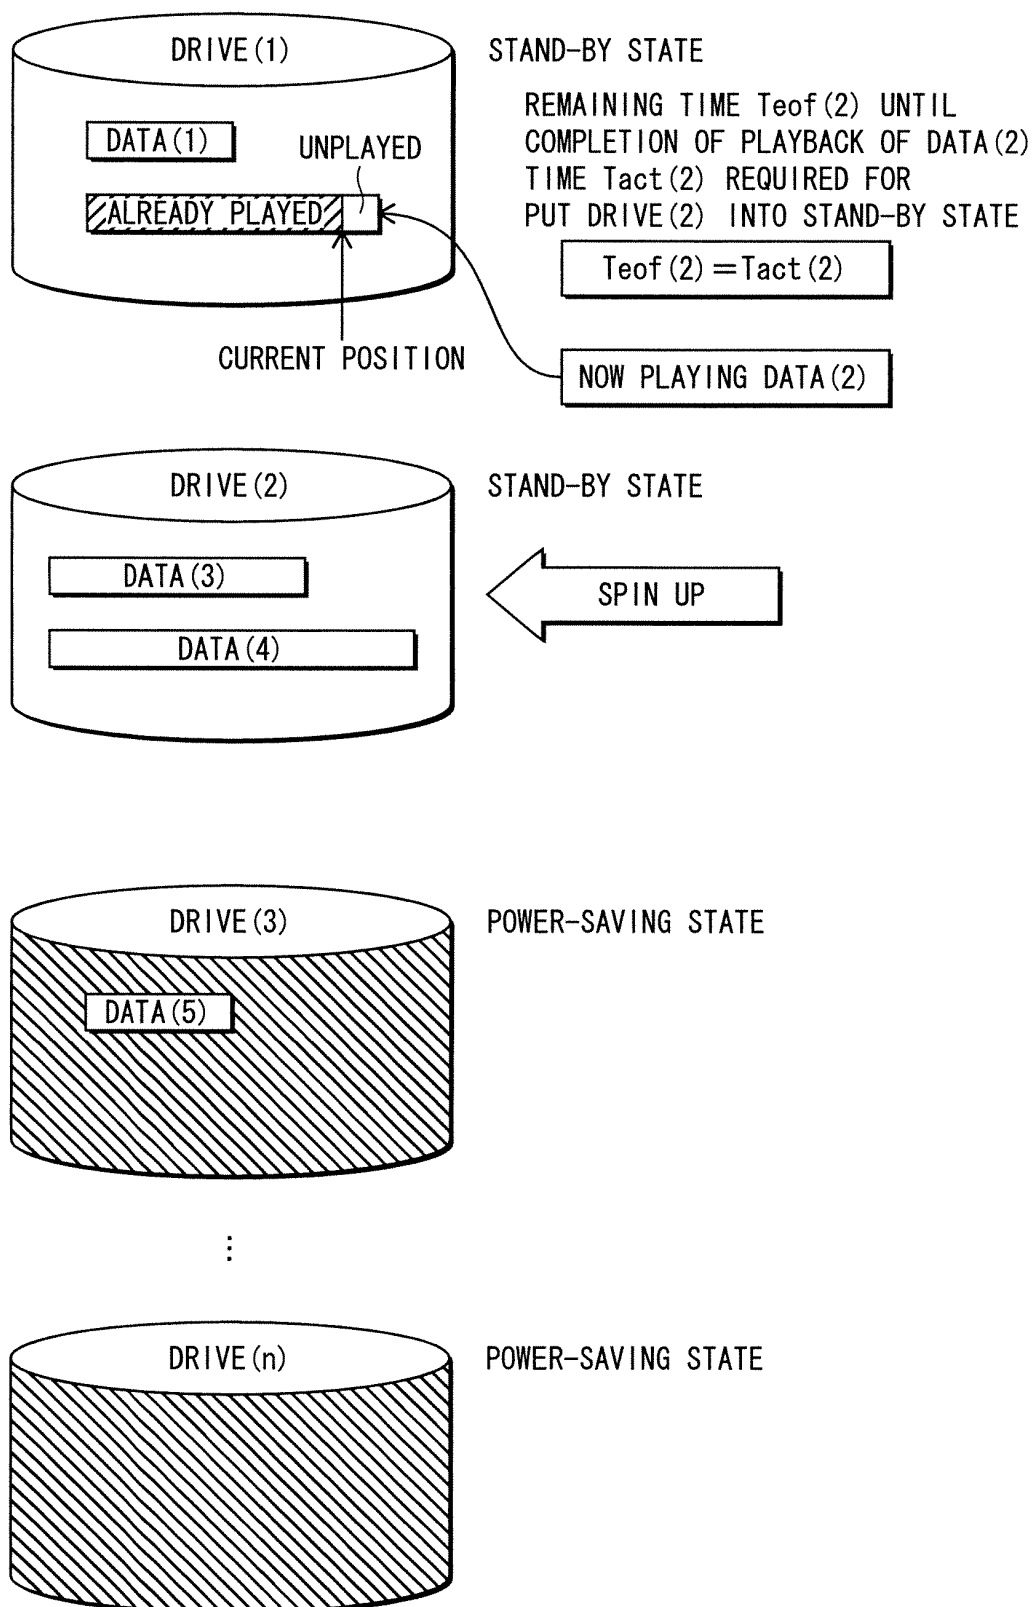 DRIVE(1)
STAND-BY STATE
DATA(1)
UNPLAYED
ALREADY PLAYED
CURRENT POSITION
REMAINING TIME Teof(2) UNTIL
COMPLETION OF PLAYBACK OF DATA(2)
TIME Tact(2) REQUIRED FOR
PUT DRIVE(2) INTO STAND-BY STATE
Teof(2)=Tact(2)
NOW PLAYING DATA(2)
DRIVE(2)
STAND-BY STATE
DATA(3)
DATA(4)
SPIN UP
DRIVE(3)
POWER-SAVING STATE
DATA(5)
⋮
DRIVE(n)
POWER-SAVING STATE